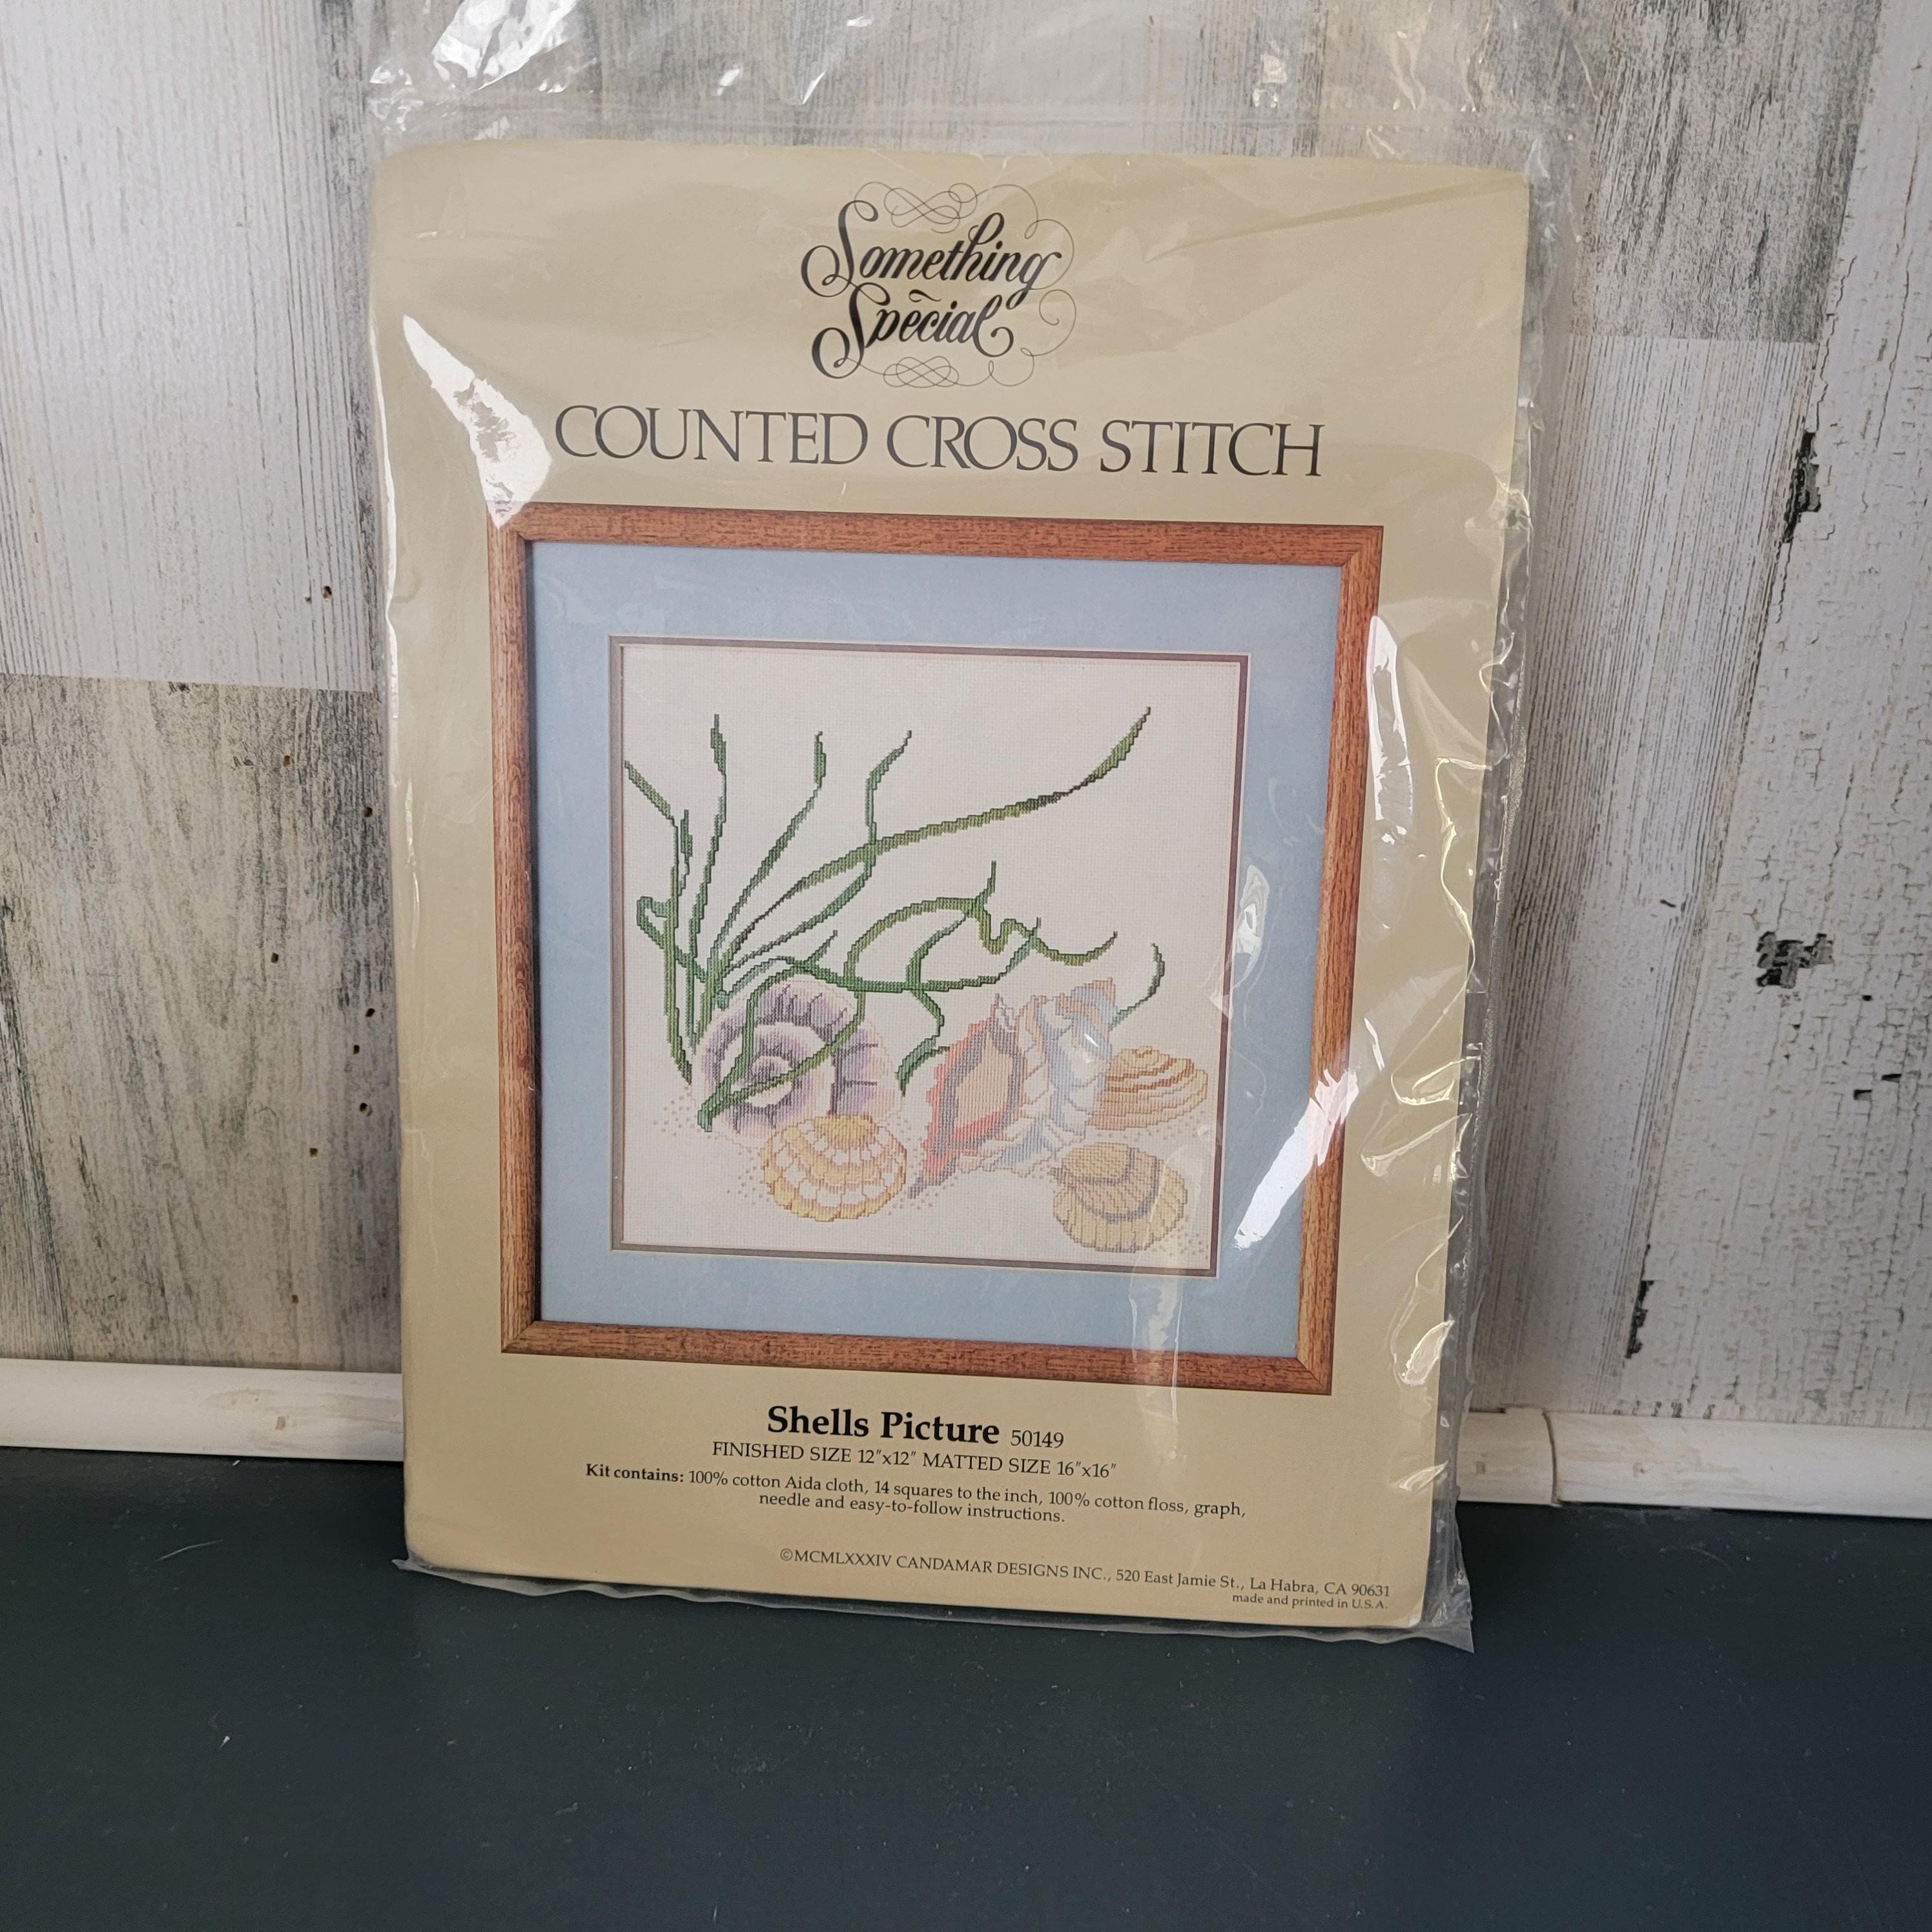 Something
Special
COUNTED CROSS STITCH
Shells Picture 50149
FINISHED SIZE 12"x12" MATTED SIZE 16"x16"
Kit contains: 100% cotton Aida cloth, 14 squares to the inch, 100% cotton floss, graph,
needle and easy-to-follow instructions.
©MCMLXXXIV CANDAMAR DESIGNS INC., 520 East Jamie St., La Habra, CA 90631
made and printed in U.S.A.